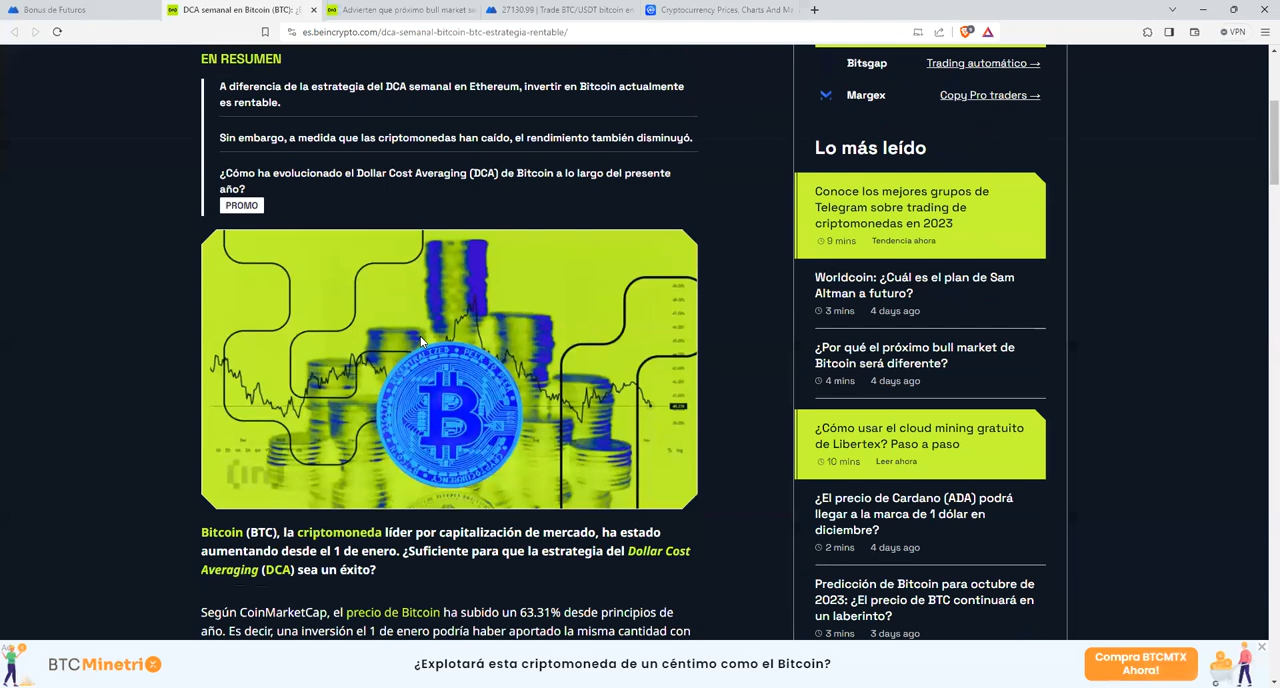 Bonus de Futuros
DCA semanal en Bitcoin (BTC): ¿E
Advierten que próximo bull market se
27130.99 | Trade BTC/USDT bitcoin en
Cryptocurrency Prices, Charts And Ma
es.beincrypto.com/dca-semanal-bitcoin-btc-estrategia-rentable/
VPN
EN RESUMEN
A diferencia de la estrategia del DCA semanal en Ethereum, invertir en Bitcoin actualmente
es rentable.
Sin embargo, a medida que las criptomonedas han caído, el rendimiento también disminuyó.
¿Cómo ha evolucionado el Dollar Cost Averaging (DCA) de Bitcoin a lo largo del presente
año?
PROMO
Bitcoin (BTC), la criptomoneda líder por capitalización de mercado, ha estado
aumentando desde el 1 de enero. ¿Suficiente para que la estrategia del Dollar Cost
Averaging (DCA) sea un éxito?
Según CoinMarketCap, el precio de Bitcoin ha subido un 63.31% desde principios de
año. Es decir, una inversión el 1 de enero podría haber aportado la misma cantidad con
Bitsgap Trading automático →
Margex Copy Pro traders →
Lo más leído
Conoce los mejores grupos de
Telegram sobre trading de
criptomonedas en 2023
9 mins Tendencia ahora
Worldcoin: ¿Cuál es el plan de Sam
Altman a futuro?
3 mins 4 days ago
¿Por qué el próximo bull market de
Bitcoin será diferente?
4 mins 4 days ago
¿Cómo usar el cloud mining gratuito
de Libertex? Paso a paso
10 mins Leer ahora
¿El precio de Cardano (ADA) podrá
llegar a la marca de 1 dólar en
diciembre?
2 mins 4 days ago
Predicción de Bitcoin para octubre de
2023: ¿El precio de BTC continuará en
un laberinto?
3 mins 3 days ago
BTCMinetrix
¿Explotará esta criptomoneda de un céntimo como el Bitcoin?
Compra BTCMTX
Ahora!